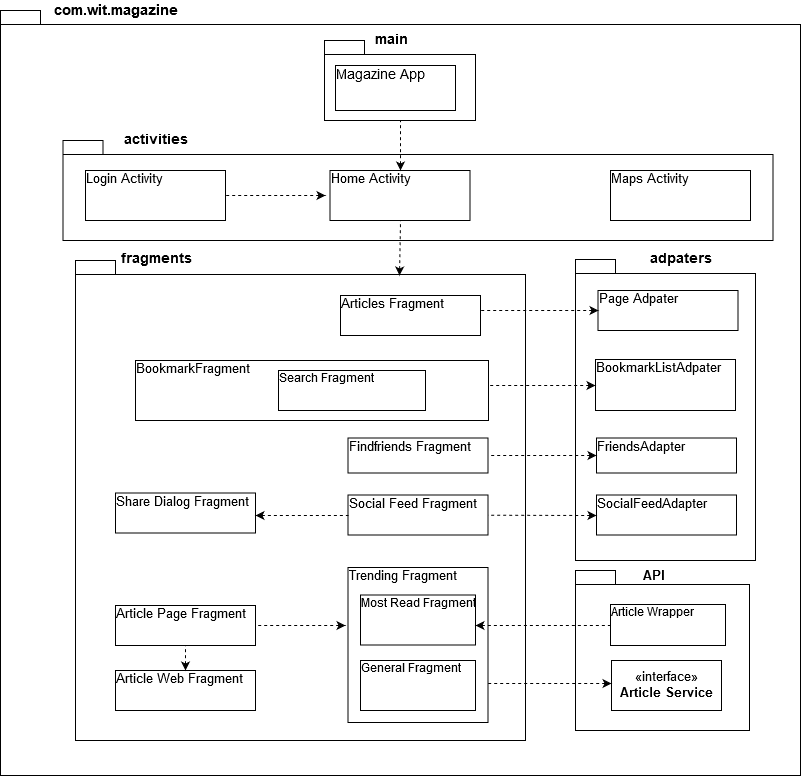 com.wit.magazine
main
Magazine App
activities
Login Activity
Home Activity
Maps Activity
fragments
adpaters
Articles Fragment
Page Adpater
BookmarkFragment
Search Fragment
BookmarkListAdpater
Findfriends Fragment
FriendsAdapter
Share Dialog Fragment
Social Feed Fragment
SocialFeedAdapter
Trending Fragment
API
Most Read Fragment
Article Page Fragment
Article Wrapper
General Fragment
Article Web Fragment
«interface»
Article Service